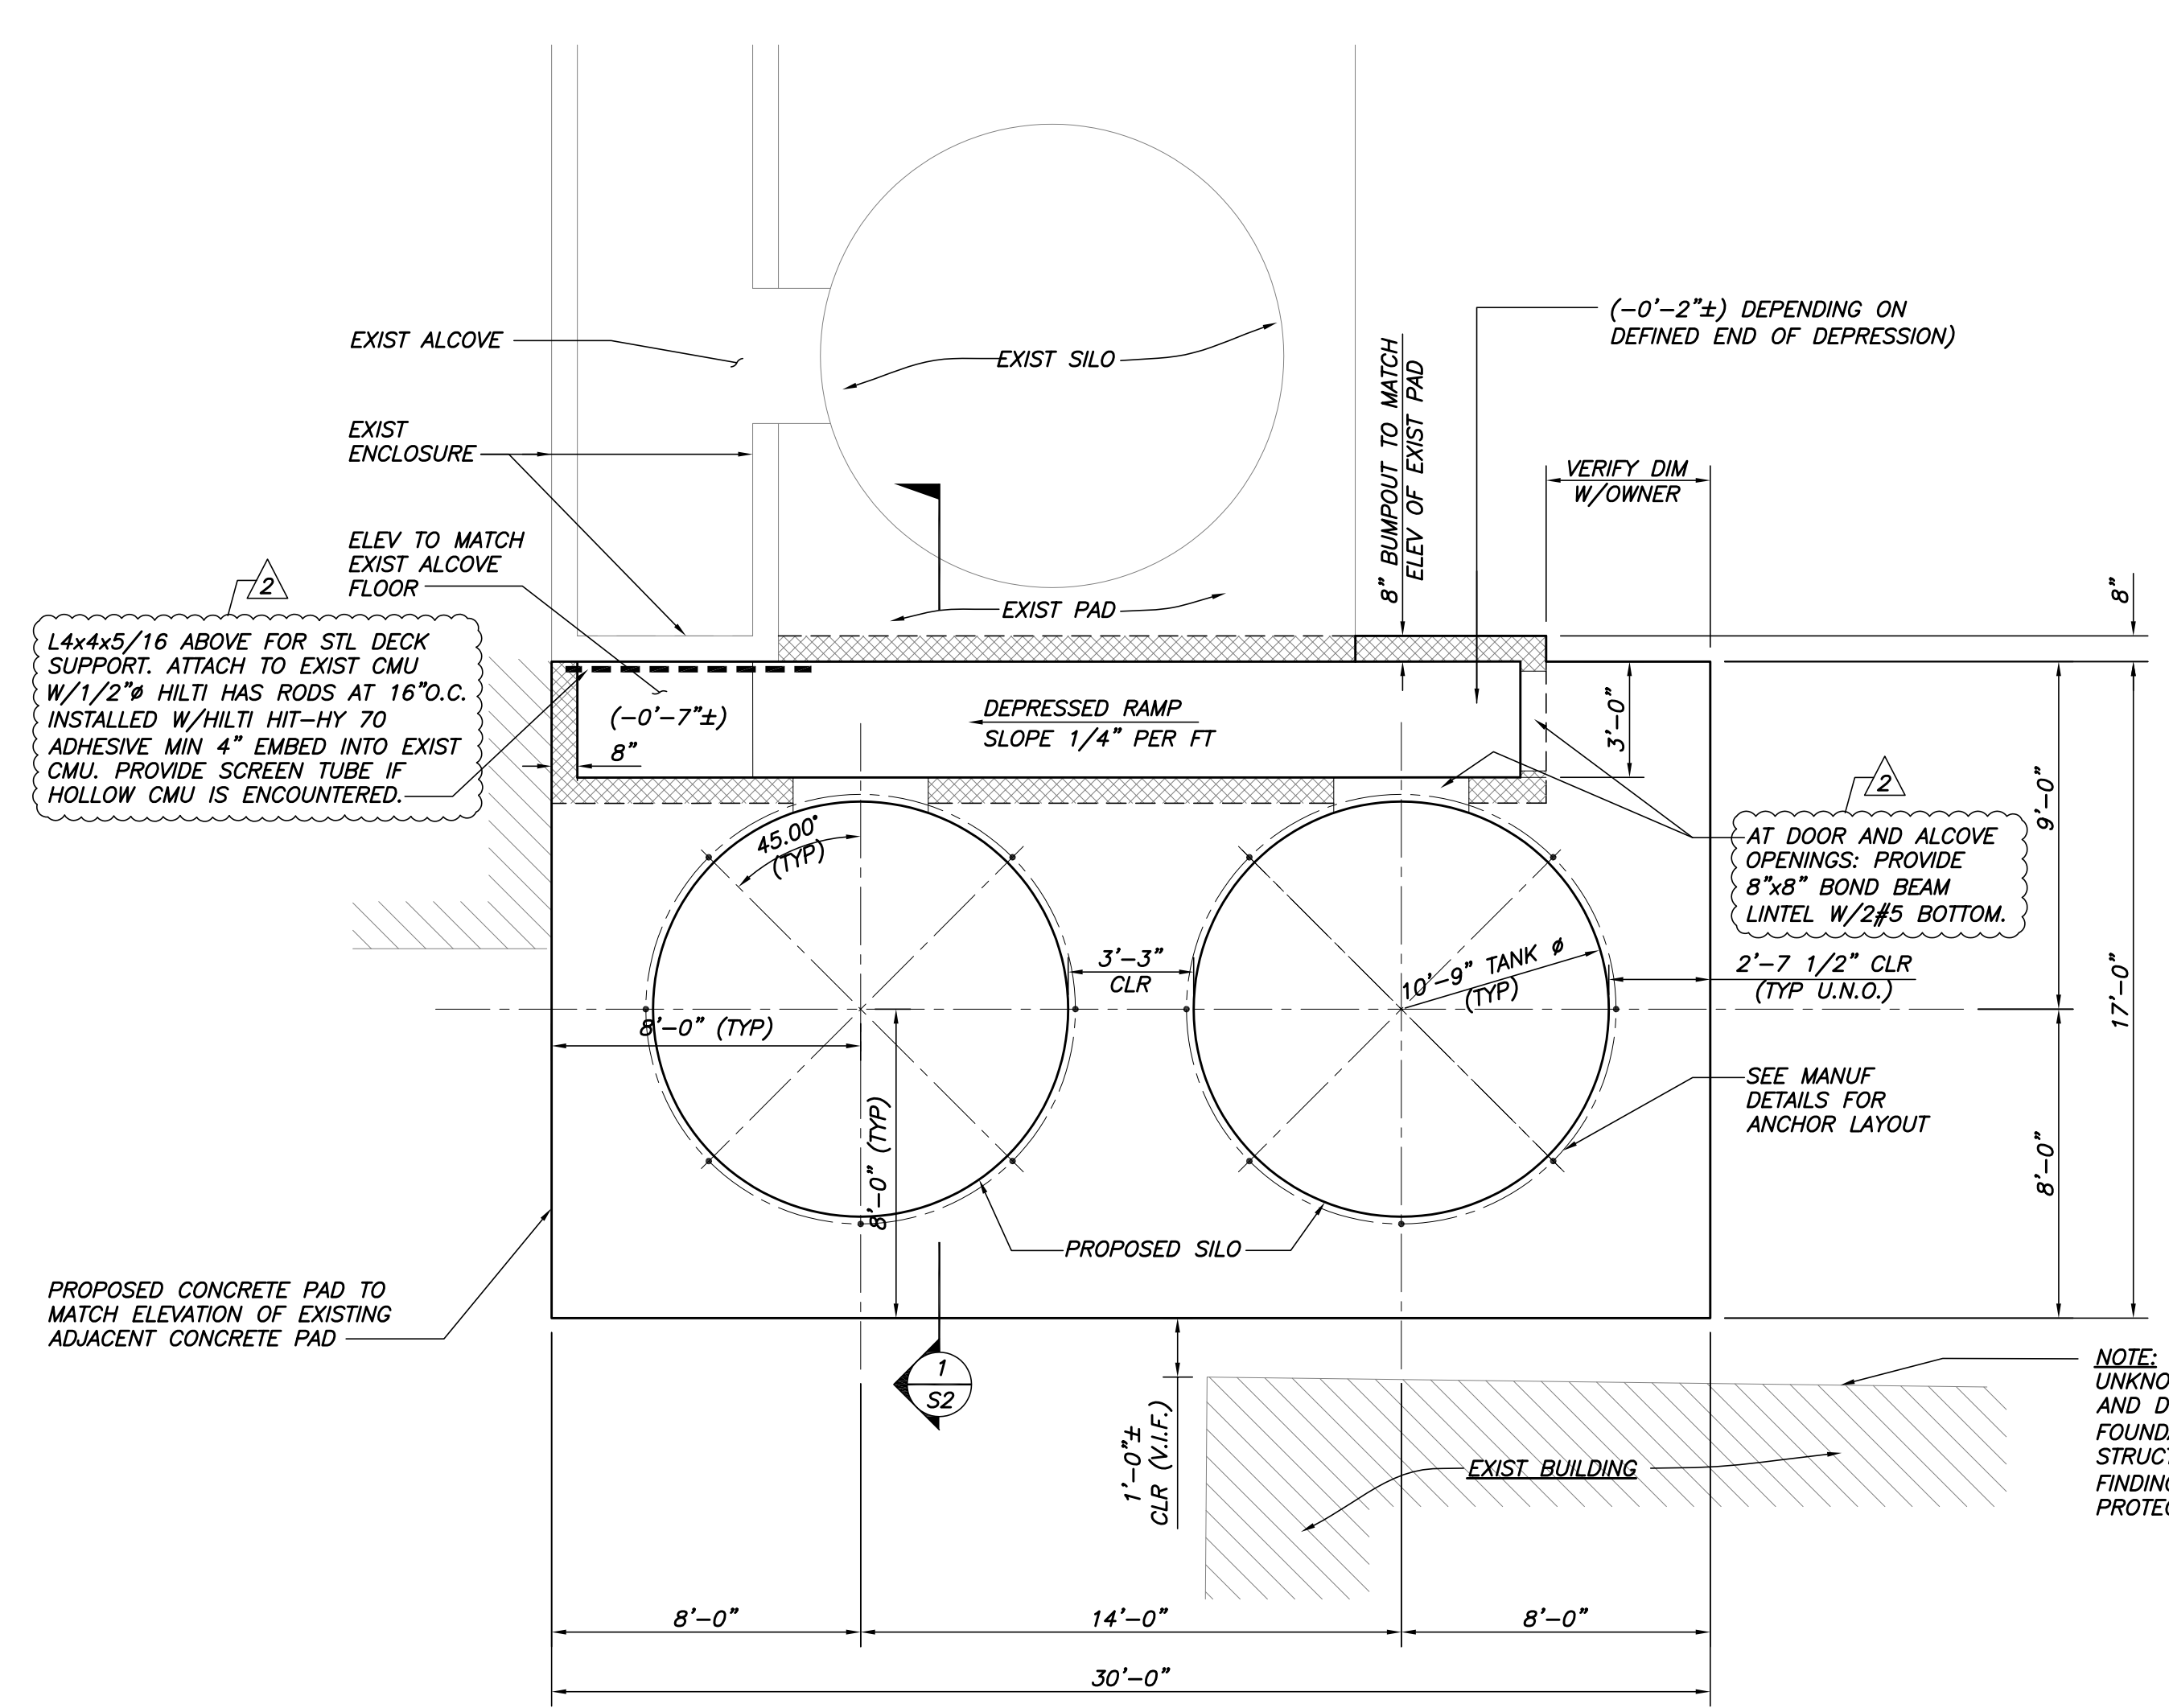 EXIST ALCOVE
EXIST
ENCLOSURE
ELEV TO MATCH
EXIST ALCOVE
FLOOR
2
L4x4x5/16 ABOVE FOR STL DECK
SUPPORT. ATTACH TO EXIST CMU
W/1/2"ø HILTI HAS RODS AT 16"O.C.
INSTALLED W/HILTI HIT-HY 70
ADHESIVE MIN 4" EMBED INTO EXIST
CMU. PROVIDE SCREEN TUBE IF
HOLLOW CMU IS ENCOUNTERED.
EXIST SILO
EXIST PAD
8" BUMPOUT TO MATCH
ELEV OF EXIST PAD
(-0'-2"±) DEPENDING ON
DEFINED END OF DEPRESSION)
VERIFY DIM
W/OWNER
8"
(-0'-7"±)
8"
DEPRESSED RAMP
SLOPE 1/4" PER FT
3'-0"
2
AT DOOR AND ALCOVE
OPENINGS: PROVIDE
8"x8" BOND BEAM
LINTEL W/2#5 BOTTOM.
9'-0"
17'-0"
8'-0"
45.00°
(TYP)
3'-3"
CLR
10'-9" TANK ø
(TYP)
2'-7 1/2" CLR
(TYP U.N.O.)
8'-0" (TYP)
8'-0" (TYP)
SEE MANUF
DETAILS FOR
ANCHOR LAYOUT
PROPOSED SILO
PROPOSED CONCRETE PAD TO
MATCH ELEVATION OF EXISTING
ADJACENT CONCRETE PAD
1
S2
1'-0"±
CLR (V.I.F.)
EXIST BUILDING
NOTE:
UNKNO
AND D
FOUNDA
STRUCT
FINDING
PROTEC
8'-0"
14'-0"
8'-0"
30'-0"